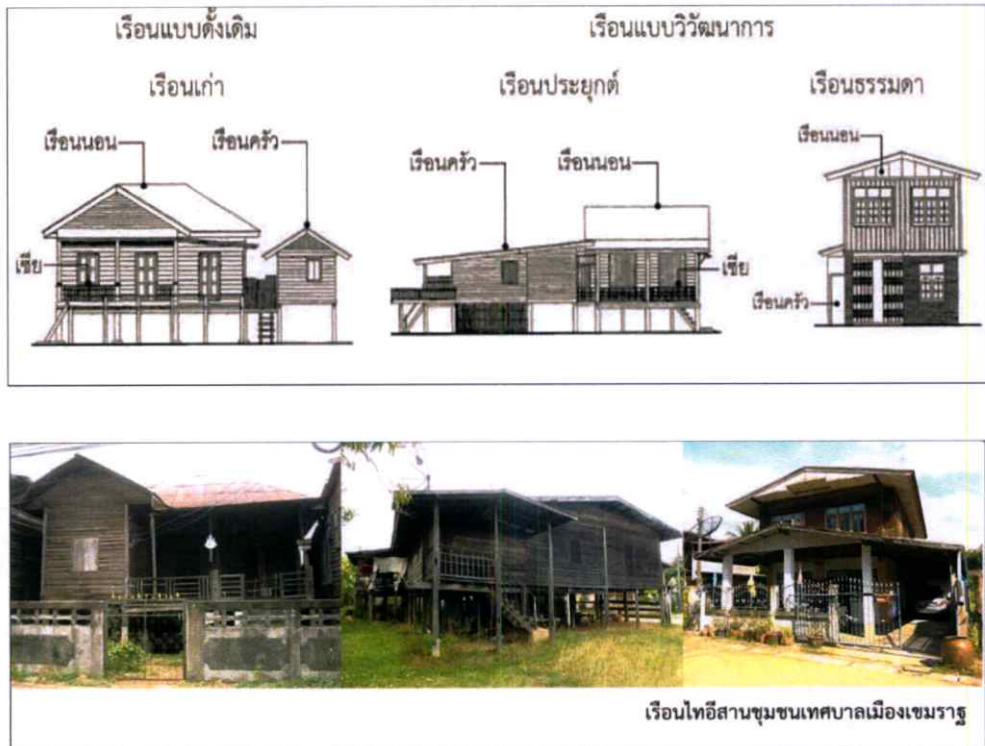 เรือนแบบดั้งเดิม
เรือนแบบวิวัฒนาการ
เรือนเก่า
เรือนประยุกต์
เรือนธรรมดา
เรือนนอน
เรือนครัว
เซีย
เรือนครัว
เรือนนอน
เซีย
เรือนนอน
เรือนครัว
เรือนไทอีสานชุมชนเทศบาลเมืองเขมราฐ